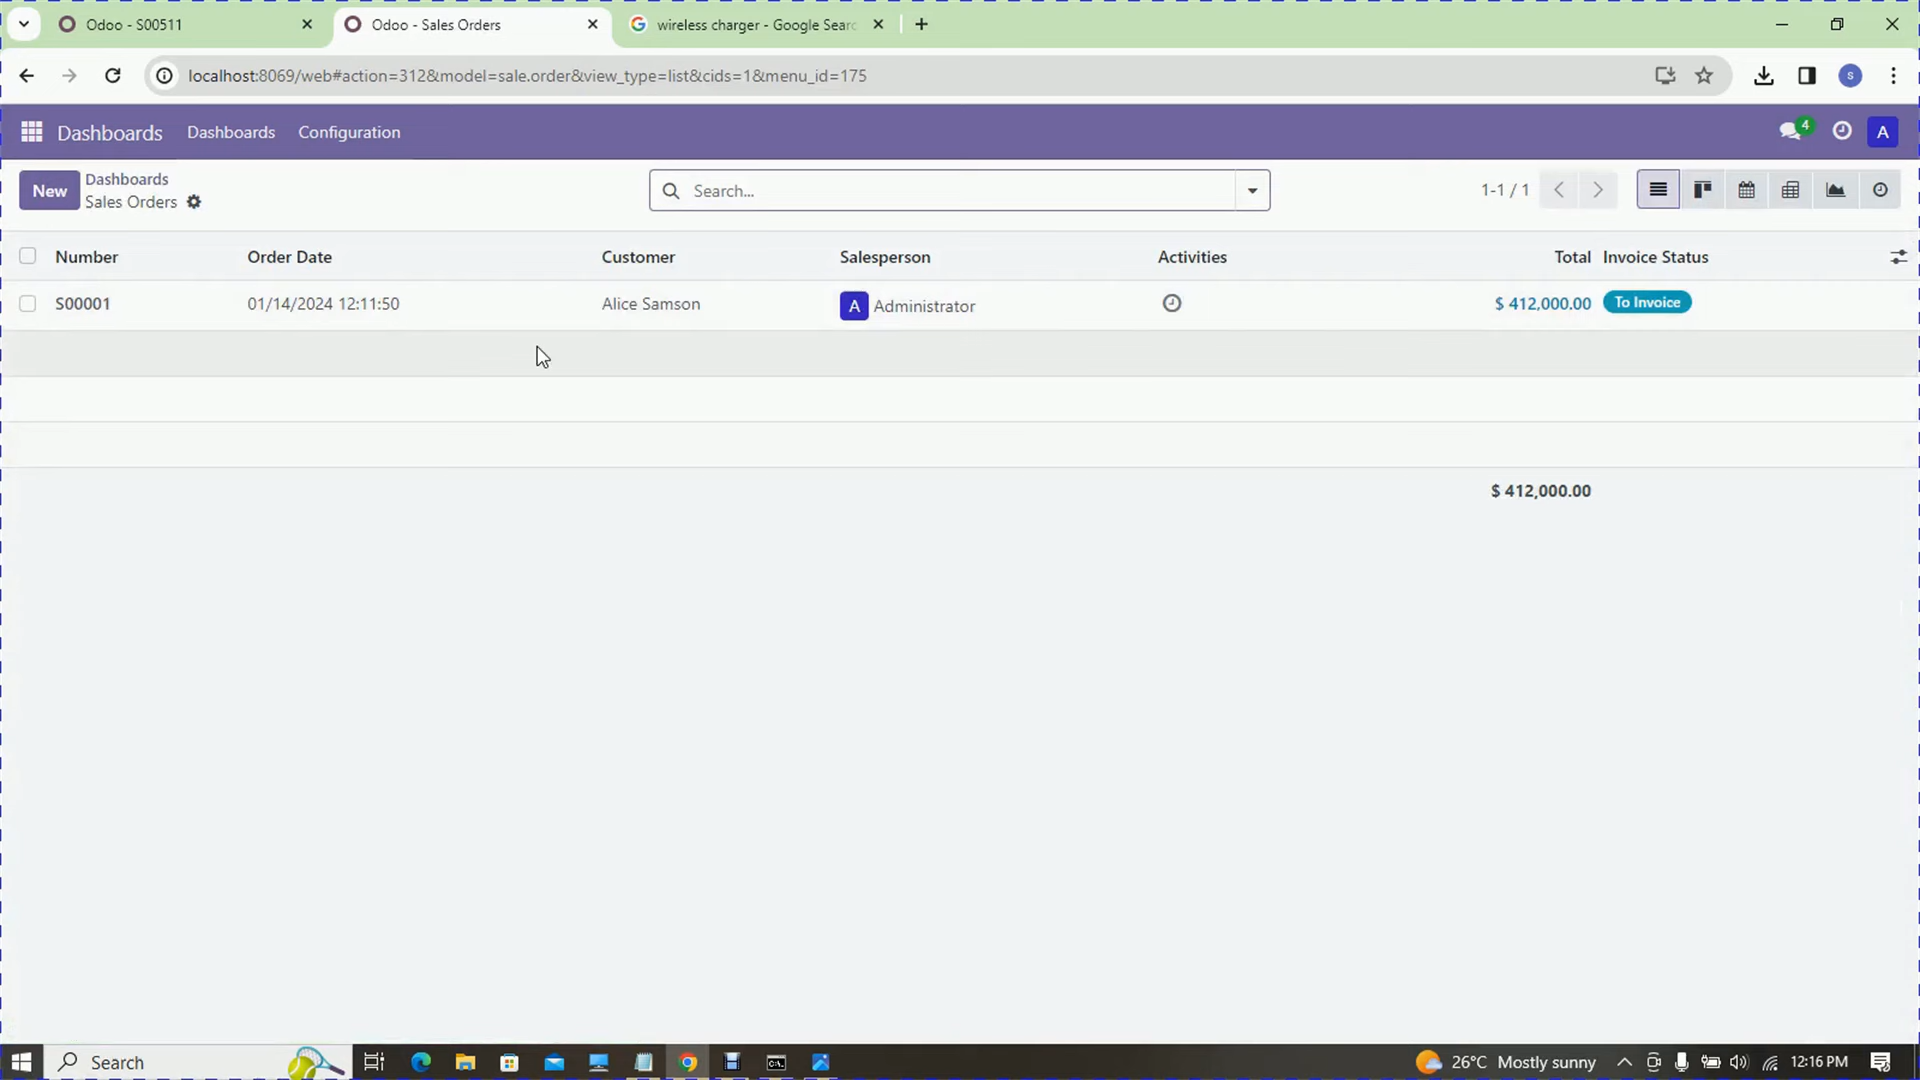 Odoo - S00511
Odoo - Sales Orders
wireless charger - Google Searc
localhost:8069/web#action=312&model=sale.order&view_type=list&cids=1&menu_id=175
S
Dashboards
Dashboards
Configuration
4
A
New
Dashboards
Sales Orders
Search...
1-1 / 1
Number
Order Date
Customer
Salesperson
Activities
Total
Invoice Status
S00001
01/14/2024 12:11:50
Alice Samson
A
Administrator
$ 412,000.00
To Invoice
$ 412,000.00
Search
26°C Mostly sunny
12:16 PM